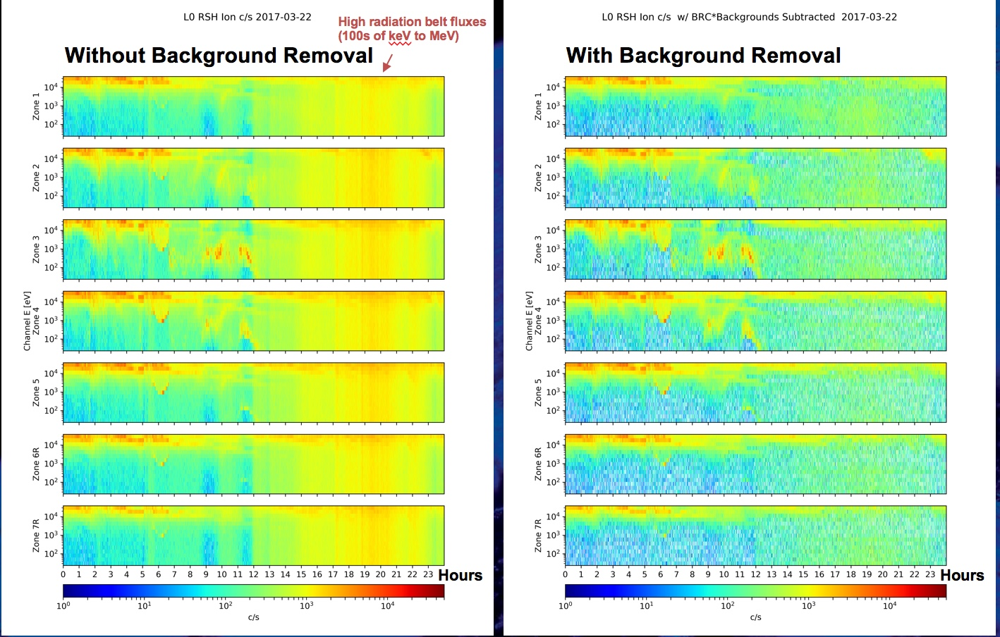 L0 RSH Ion c/s 2017-03-22
High radiation belt fluxes
(100s of keV to MeV)
Without Background Removal
10⁴
10³
10²
Zone 1
10⁴
10³
10²
Zone 2
10⁴
10³
10²
Zone 3
10⁴
10³
10²
Channel E [eV]
Zone 4
10⁴
10³
10²
Zone 5
10⁴
10³
10²
Zone 6R
10⁴
10³
10²
Zone 7R
0 1 2 3 4 5 6 7 8 9 10 11 12 13 14 15 16 17 18 19 20 21 22 23 Hours
10⁰ 10¹ 10² 10³ 10⁴
c/s
L0 RSH Ion c/s w/ BRC*Backgrounds Subtracted 2017-03-22
With Background Removal
10⁴
10³
10²
Zone 1
10⁴
10³
10²
Zone 2
10⁴
10³
10²
Zone 3
10⁴
10³
10²
Channel E [eV]
Zone 4
10⁴
10³
10²
Zone 5
10⁴
10³
10²
Zone 6R
10⁴
10³
10²
Zone 7R
0 1 2 3 4 5 6 7 8 9 10 11 12 13 14 15 16 17 18 19 20 21 22 23 Hours
10⁰ 10¹ 10² 10³ 10⁴
c/s